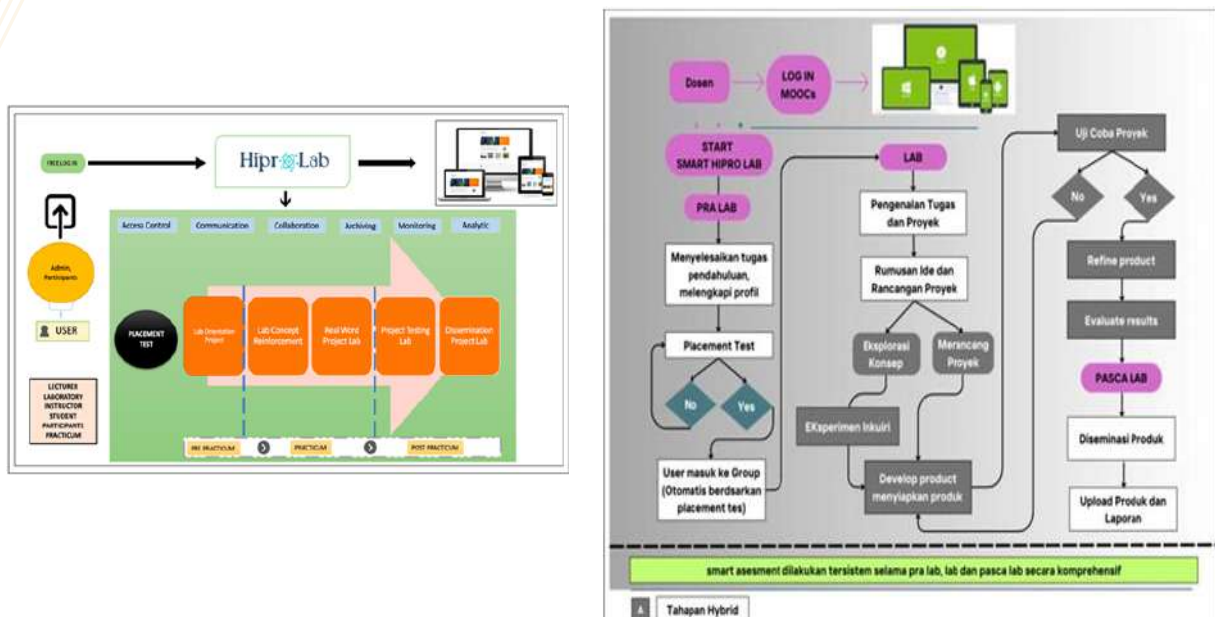 FREE LOG IN
Hipro Lab
Access Control
Communication
Collaboration
Archiving
Monitoring
Analytic
Admin,
Participants
USER
PLACEMENT
TEST
Lab Orientation
Project
Lab Concept
Reinforcement
Real Word
Project Lab
Project Testing
Lab
Dissemination
Project Lab
LECTURER
LABORATORY
INSTRUCTOR
STUDENT
PARTICIPANTS
PRACTICUM
PRE PRACTICUM
PRACTICUM
POST PRACTICUM
Dosen
LOG IN
MOOCs
START
SMART HIPRO LAB
PRA LAB
Menyelesaikan tugas
pendahuluan,
melengkapi profil
Placement Test
No
Yes
User masuk ke Group
(Otomatis berdsarkan
placement tes)
LAB
Pengenalan Tugas
dan Proyek
Rumusan Ide dan
Rancangan Proyek
Eksplorasi
Konsep
Merancang
Proyek
EKsperimen Inkuiri
Develop product
menyiapkan produk
Uji Coba Proyek
No
Yes
Refine product
Evaluate results
PASCA LAB
Diseminasi Produk
Upload Produk dan
Laporan
smart asesment dilakukan tersistem selama pra lab, lab dan pasca lab secara komprehensif
Tahapan Hybrid